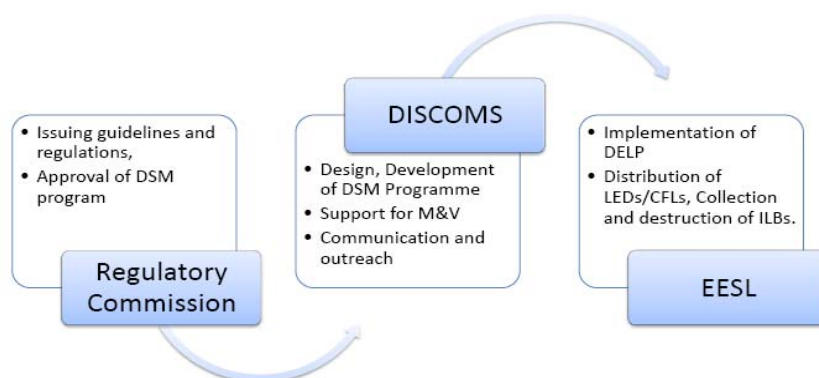 • Issuing guidelines and
regulations,
• Approval of DSM
program
Regulatory
Commission
DISCOMS
• Design, Development
of DSM Programme
• Support for M&V
• Communication and
outreach
• Implementation of
DELP
• Distribution of
LEDs/CFLs, Collection
and destruction of ILBs.
EESL